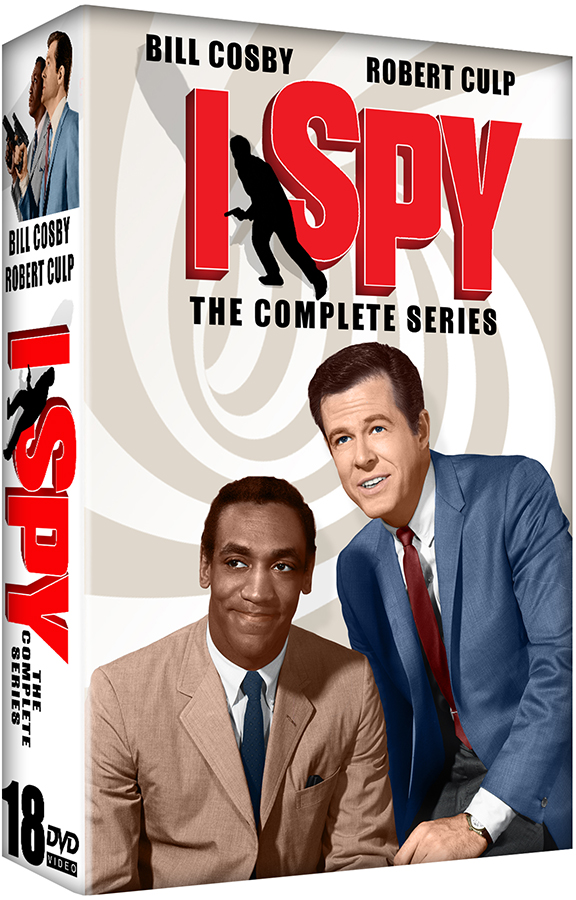 BILL COSBY
ROBERT CULP
I SPY
THE COMPLETE SERIES
BILL COSBY
ROBERT CULP
I SPY
THE
COMPLETE
SERIES
18 DVD
VIDEO